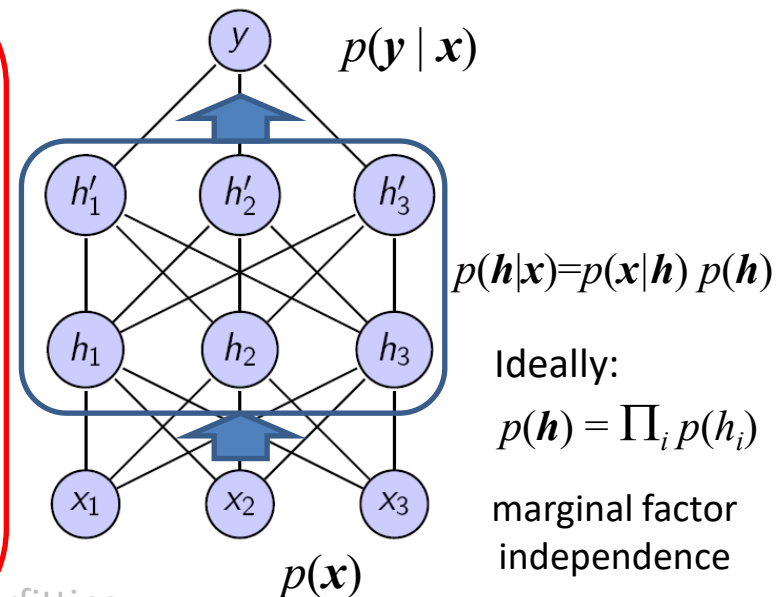 y
p(y | x)
h′1 h′2 h′3
p(h|x)=p(x|h) p(h)
h1 h2 h3
Ideally:
p(h) = ∏i p(hi)
x1 x2 x3
marginal factor
independence
p(x)